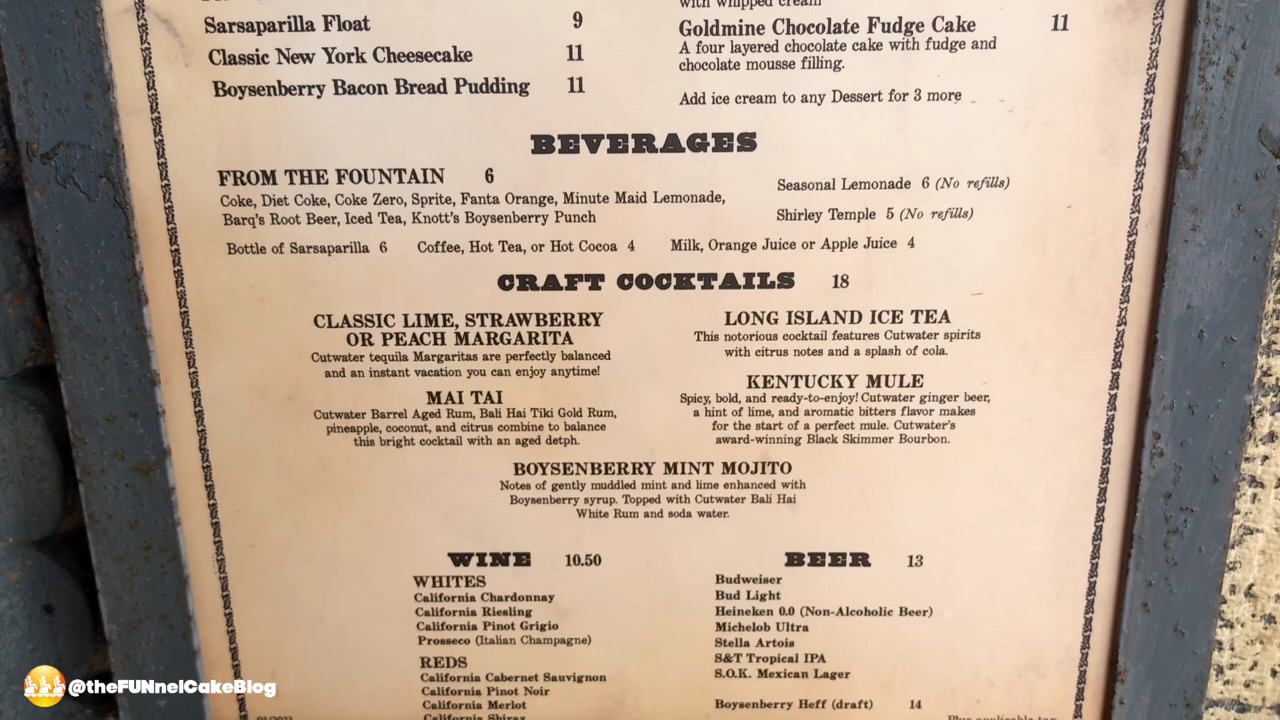 Sarsaparilla Float 9
Classic New York Cheesecake 11
Boysenberry Bacon Bread Pudding 11
with whipped cream
Goldmine Chocolate Fudge Cake 11
A four layered chocolate cake with fudge and
chocolate mousse filling.
Add ice cream to any Dessert for 3 more
BEVERAGES
FROM THE FOUNTAIN 6
Coke, Diet Coke, Coke Zero, Sprite, Fanta Orange, Minute Maid Lemonade,
Barq's Root Beer, Iced Tea, Knott's Boysenberry Punch
Seasonal Lemonade 6 (No refills)
Shirley Temple 5 (No refills)
Bottle of Sarsaparilla 6 Coffee, Hot Tea, or Hot Cocoa 4 Milk, Orange Juice or Apple Juice 4
CRAFT COCKTAILS 18
CLASSIC LIME, STRAWBERRY
OR PEACH MARGARITA
Cutwater tequila Margaritas are perfectly balanced
and an instant vacation you can enjoy anytime!
MAI TAI
Cutwater Barrel Aged Rum, Bali Hai Tiki Gold Rum,
pineapple, coconut, and citrus combine to balance
this bright cocktail with an aged detph.
LONG ISLAND ICE TEA
This notorious cocktail features Cutwater spirits
with citrus notes and a splash of cola.
KENTUCKY MULE
Spicy, bold, and ready-to-enjoy! Cutwater ginger beer,
a hint of lime, and aromatic bitters flavor makes
for the start of a perfect mule. Cutwater's
award-winning Black Skimmer Bourbon.
BOYSENBERRY MINT MOJITO
Notes of gently muddled mint and lime enhanced with
Boysenberry syrup. Topped with Cutwater Bali Hai
White Rum and soda water.
WINE 10.50
WHITES
California Chardonnay
California Riesling
California Pinot Grigio
Prosseco (Italian Champagne)
REDS
California Cabernet Sauvignon
California Pinot Noir
California Merlot
California Shiraz
BEER 13
Budweiser
Bud Light
Heineken 0.0 (Non-Alcoholic Beer)
Michelob Ultra
Stella Artois
S&T Tropical IPA
S.O.K. Mexican Lager
Boysenberry Heff (draft) 14
Plus applicable tax
@theFUNnelCakeBlog